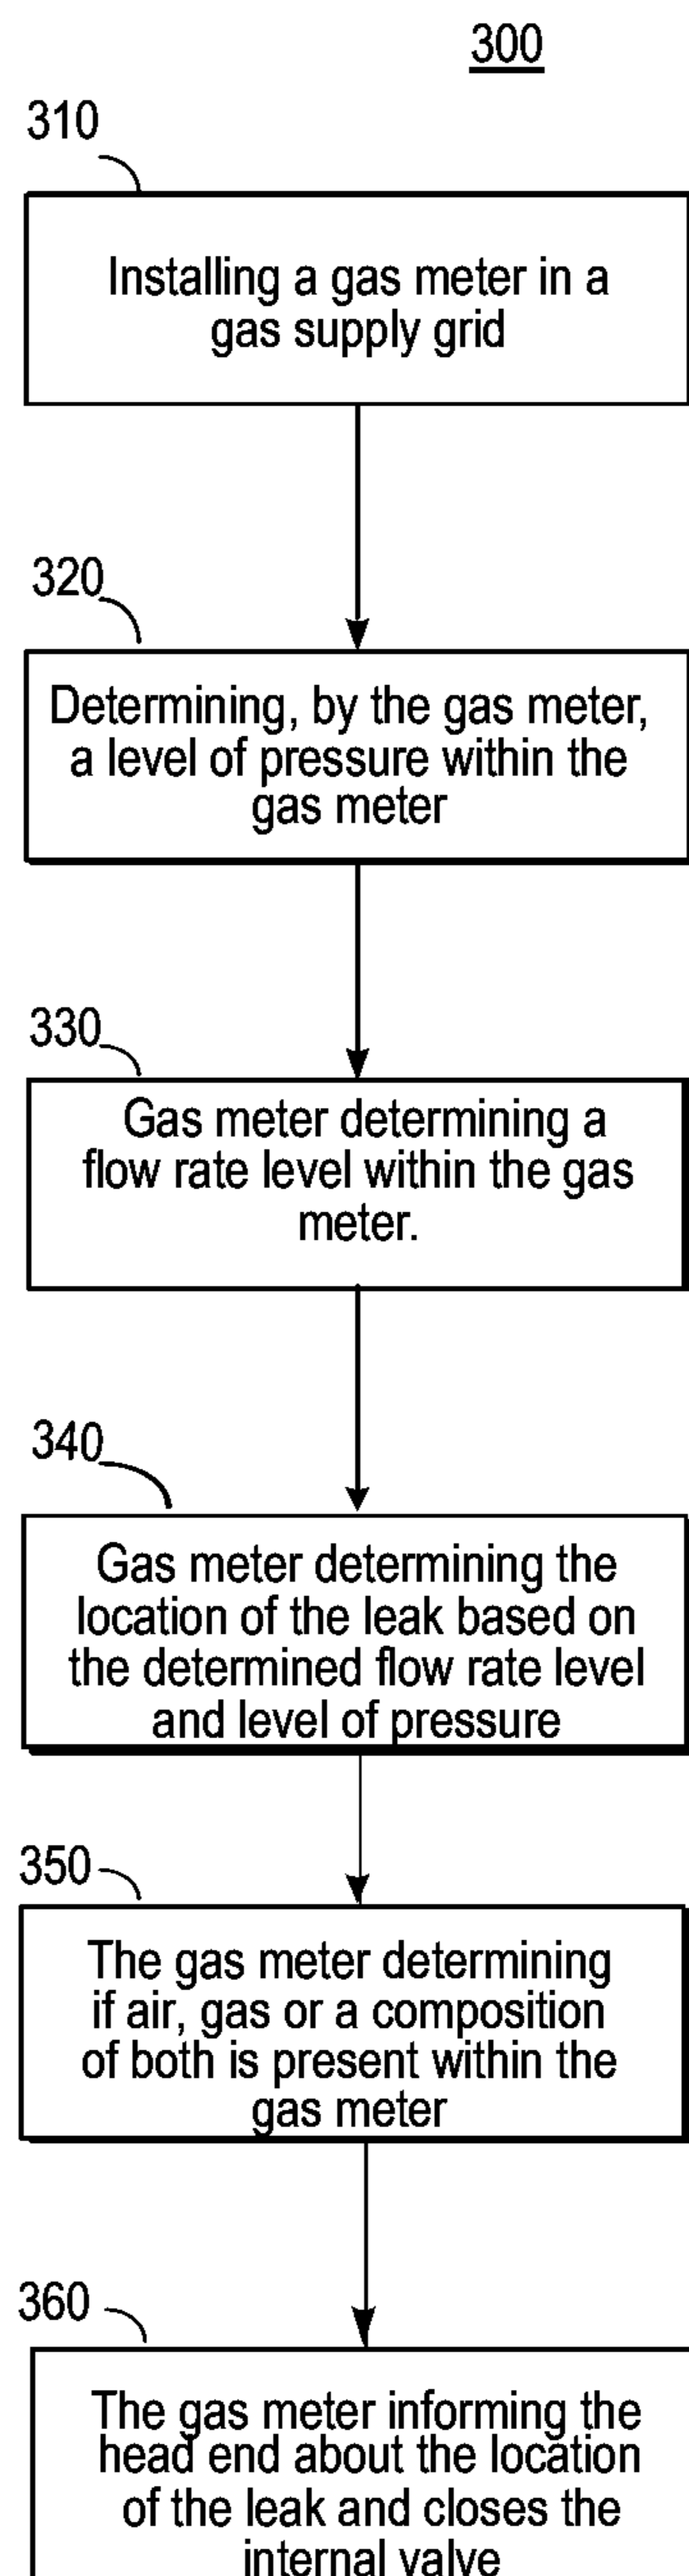 300
310
Installing a gas meter in a
gas supply grid
320
Determining, by the gas meter,
a level of pressure within the
gas meter
330
Gas meter determining a
flow rate level within the gas
meter.
340
Gas meter determining the
location of the leak based on
the determined flow rate level
and level of pressure
350
The gas meter determining
if air, gas or a composition
of both is present within the
gas meter
360
The gas meter informing the
head end about the location
of the leak and closes the
internal valve